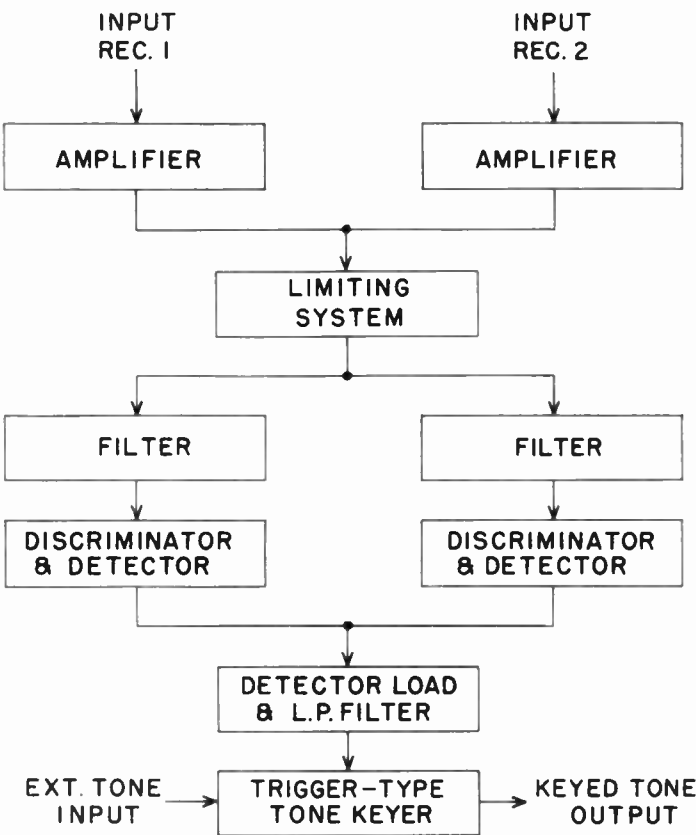 INPUT
REC. 1
INPUT
REC. 2
AMPLIFIER
AMPLIFIER
LIMITING
SYSTEM
FILTER
FILTER
DISCRIMINATOR
& DETECTOR
DISCRIMINATOR
& DETECTOR
DETECTOR LOAD
& L.P. FILTER
EXT. TONE
INPUT
TRIGGER-TYPE
TONE KEYER
KEYED TONE
OUTPUT